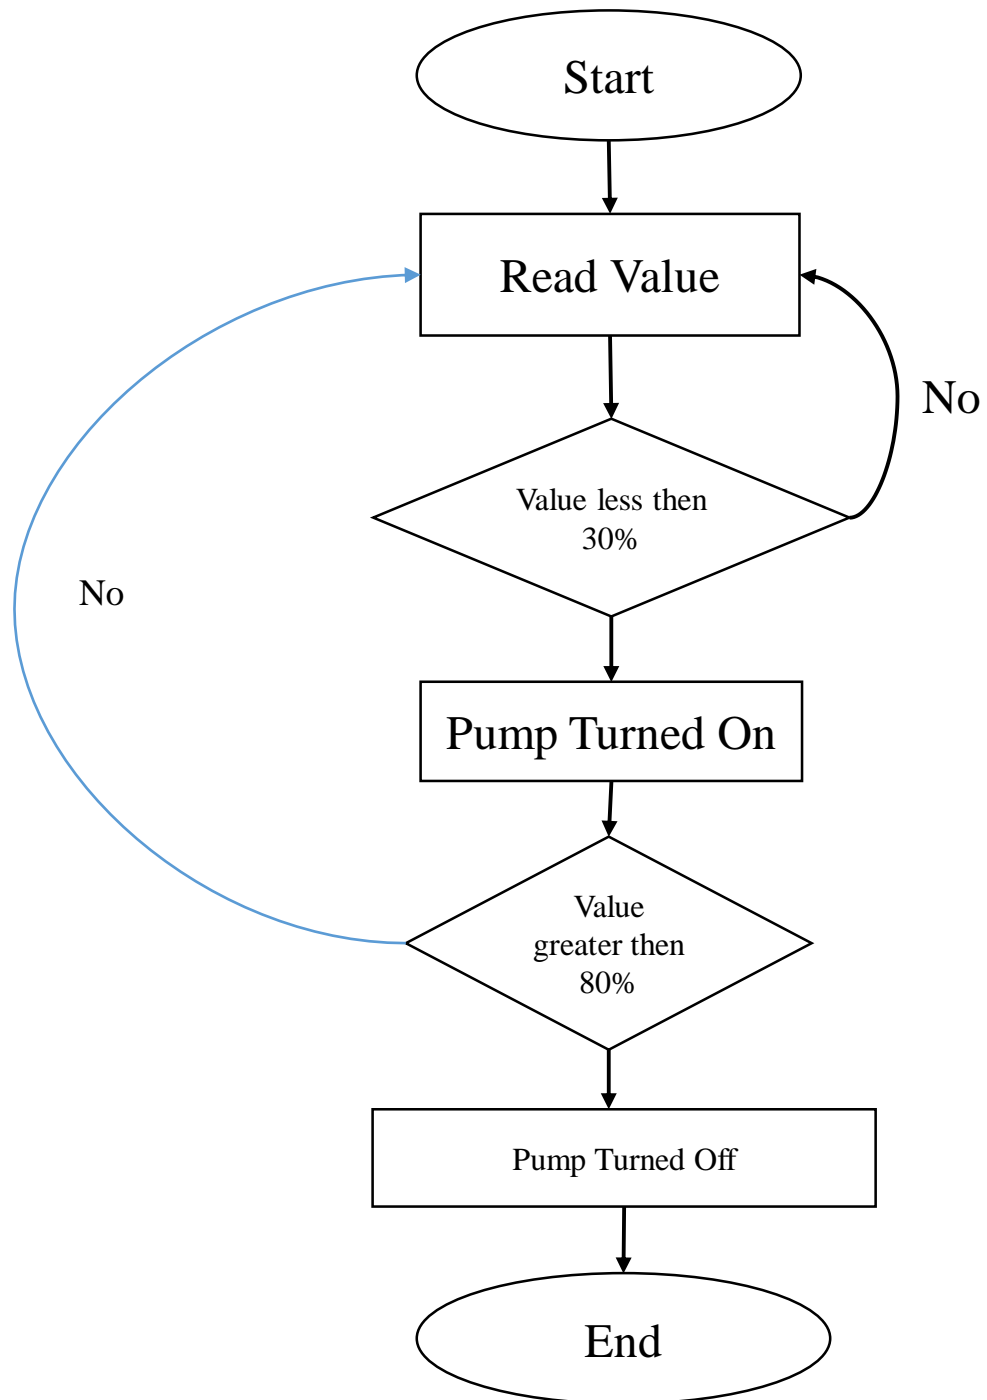 Start
Read Value
No
Value less then
30%
No
Pump Turned On
Value
greater then
80%
Pump Turned Off
End